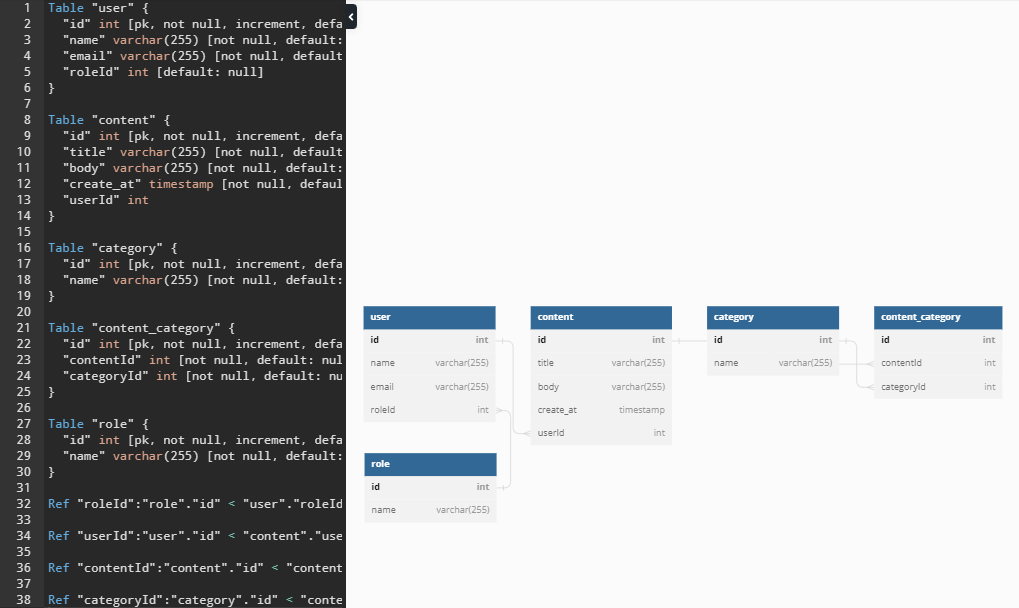 1 Table "user" {
2 "id" int [pk, not null, increment, defa
3 "name" varchar(255) [not null, default:
4 "email" varchar(255) [not null, default
5 "roleId" int [default: null]
6 }
7
8 Table "content" {
9 "id" int [pk, not null, increment, defa
10 "title" varchar(255) [not null, default
11 "body" varchar(255) [not null, default:
12 "create_at" timestamp [not null, defaul
13 "userId" int
14 }
15
16 Table "category" {
17 "id" int [pk, not null, increment, defa
18 "name" varchar(255) [not null, default:
19 }
20
21 Table "content_category" {
22 "id" int [pk, not null, increment, defa
23 "contentId" int [not null, default: nul
24 "categoryId" int [not null, default: nu
25 }
26
27 Table "role" {
28 "id" int [pk, not null, increment, defa
29 "name" varchar(255) [not null, default:
30 }
31
32 Ref "roleId":"role"."id" < "user"."roleId
33
34 Ref "userId":"user"."id" < "content"."use
35
36 Ref "contentId":"content"."id" < "content
37
38 Ref "categoryId":"category"."id" < "conte
user
id int
name varchar(255)
email varchar(255)
roleId int
content
id int
title varchar(255)
body varchar(255)
create_at timestamp
userId int
category
id int
name varchar(255)
content_category
id int
contentId int
categoryId int
role
id int
name varchar(255)